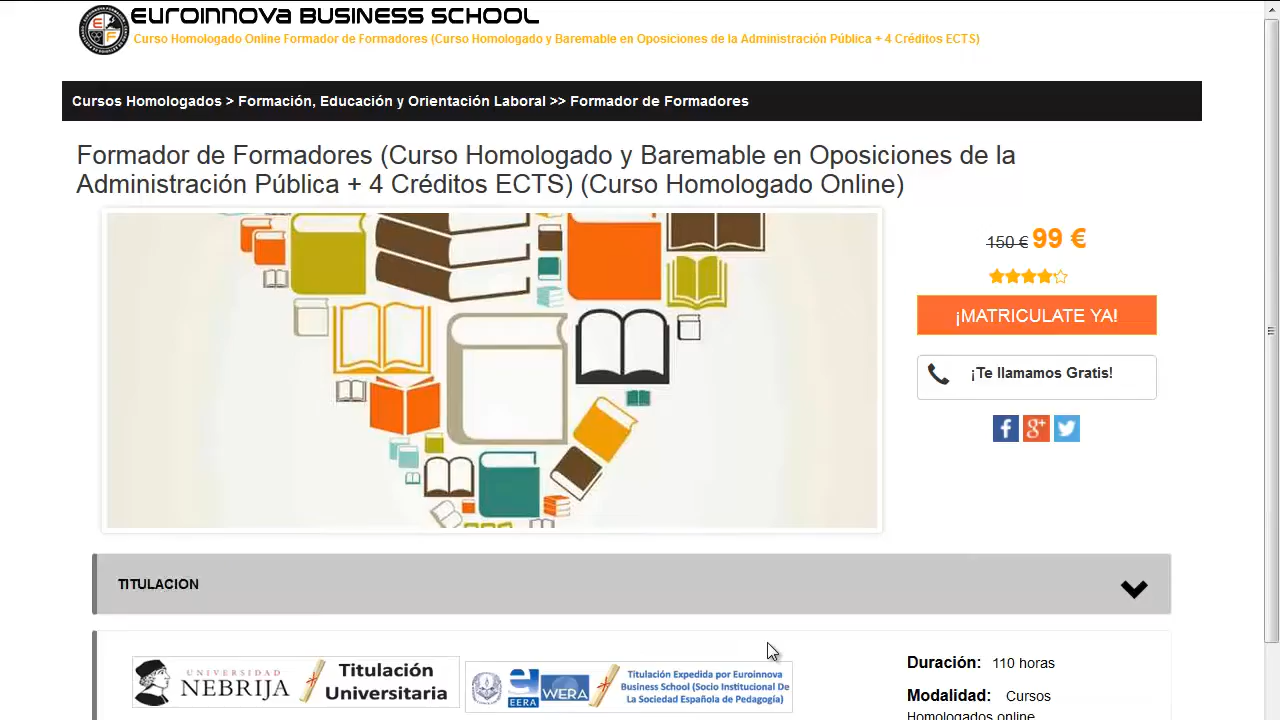 EUROINNOVA BUSINESS SCHOOL
Curso Homologado Online Formador de Formadores (Curso Homologado y Baremable en Oposiciones de la Administración Pública + 4 Créditos ECTS)
Cursos Homologados > Formación, Educación y Orientación Laboral >> Formador de Formadores
Formador de Formadores (Curso Homologado y Baremable en Oposiciones de la
Administración Pública + 4 Créditos ECTS) (Curso Homologado Online)
150 € 99 €
¡MATRICULATE YA!
¡Te llamamos Gratis!
TITULACION
UNIVERSIDAD
NEBRIJA
Titulación
Universitaria
EERA
WERA
Titulación Expedida por Euroinnova
Business School (Socio Institucional De
La Sociedad Española de Pedagogía)
Duración: 110 horas
Modalidad: Cursos
Homologados online